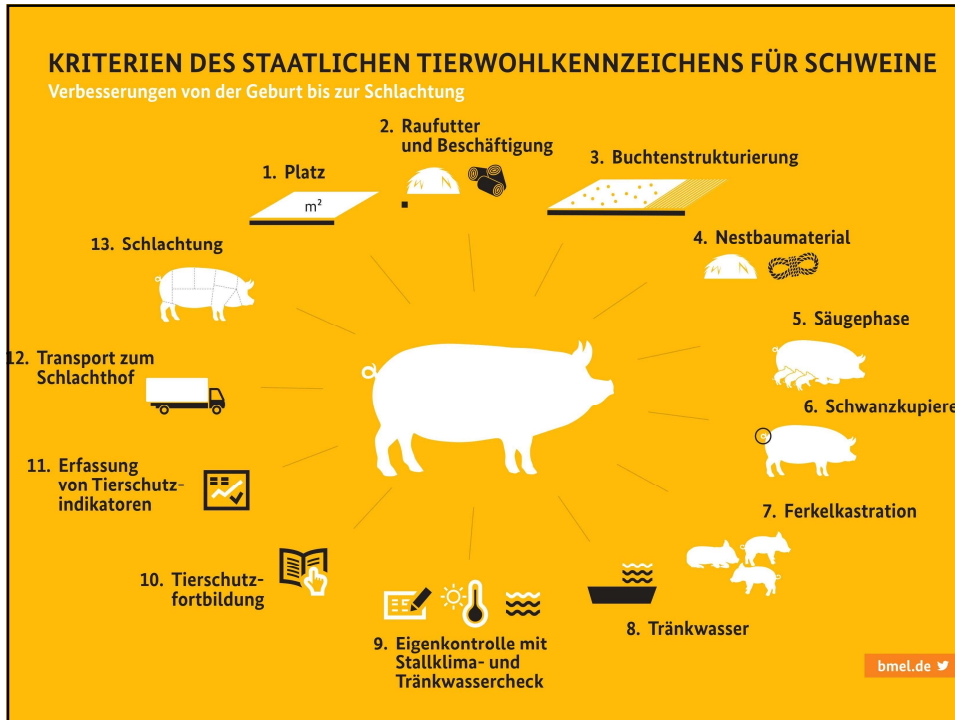 KRITERIEN DES STAATLICHEN TIERWOHLKENNZEICHENS FÜR SCHWEINE
Verbesserungen von der Geburt bis zur Schlachtung
1. Platz
m²
2. Raufutter
und Beschäftigung
3. Buchtenstrukturierung
4. Nestbaumaterial
5. Säugephase
6. Schwanzkupiere
7. Ferkelkastration
8. Tränkwasser
9. Eigenkontrolle mit
Stallklima- und
Tränkwassercheck
10. Tierschutz-
fortbildung
11. Erfassung
von Tierschutz-
indikatoren
12. Transport zum
Schlachthof
13. Schlachtung
bmel.de